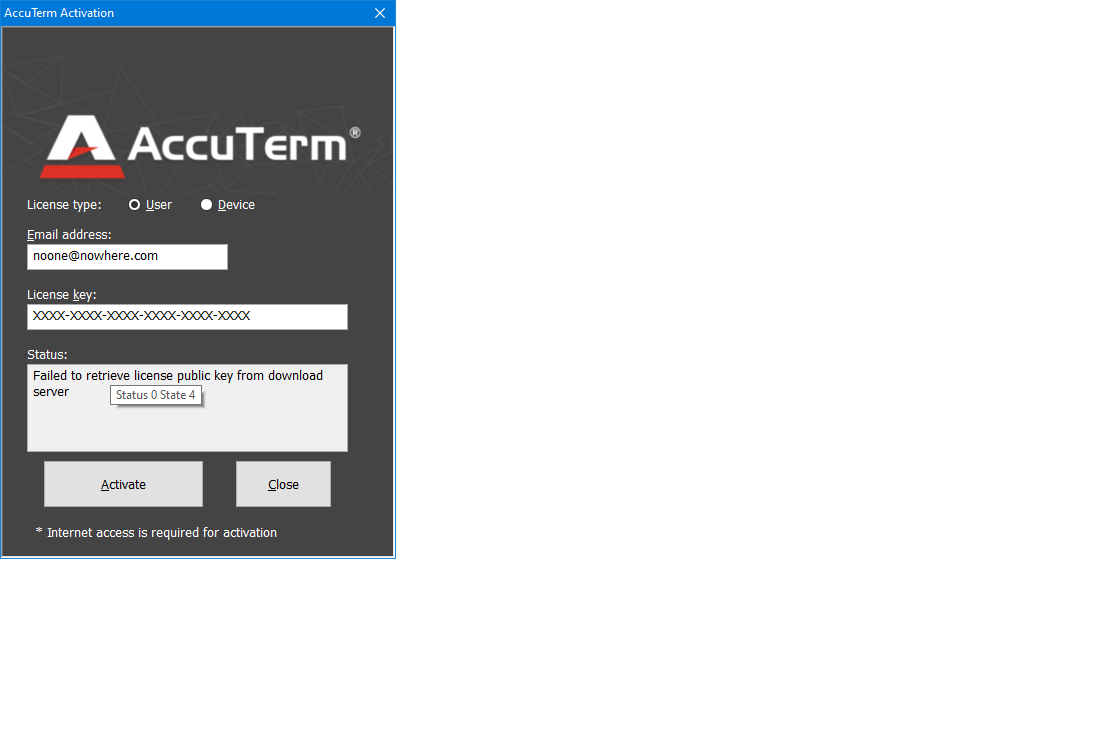 AccuTerm Activation
AccuTerm®
License type: User Device
Email address:
noone@nowhere.com
License key:
XXXX-XXXX-XXXX-XXXX-XXXX-XXXX
Status:
Failed to retrieve license public key from download
server
Status 0 State 4
Activate Close
* Internet access is required for activation